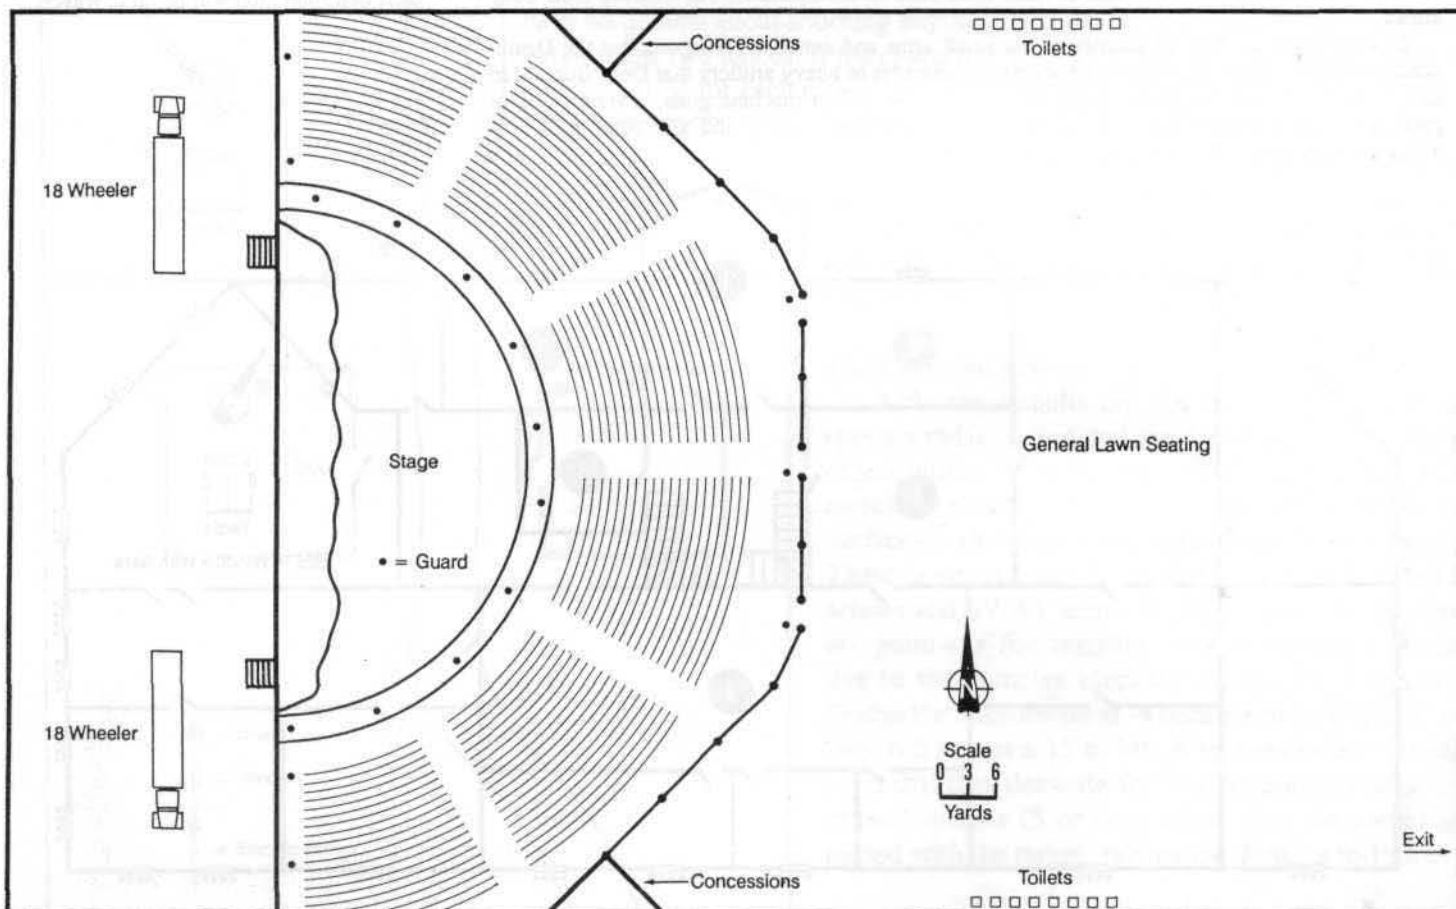 Concessions
Toilets
18 Wheeler
General Lawn Seating
Stage
• = Guard
N
18 Wheeler
Scale
0 3 6
Yards
Exit
Concessions
Toilets